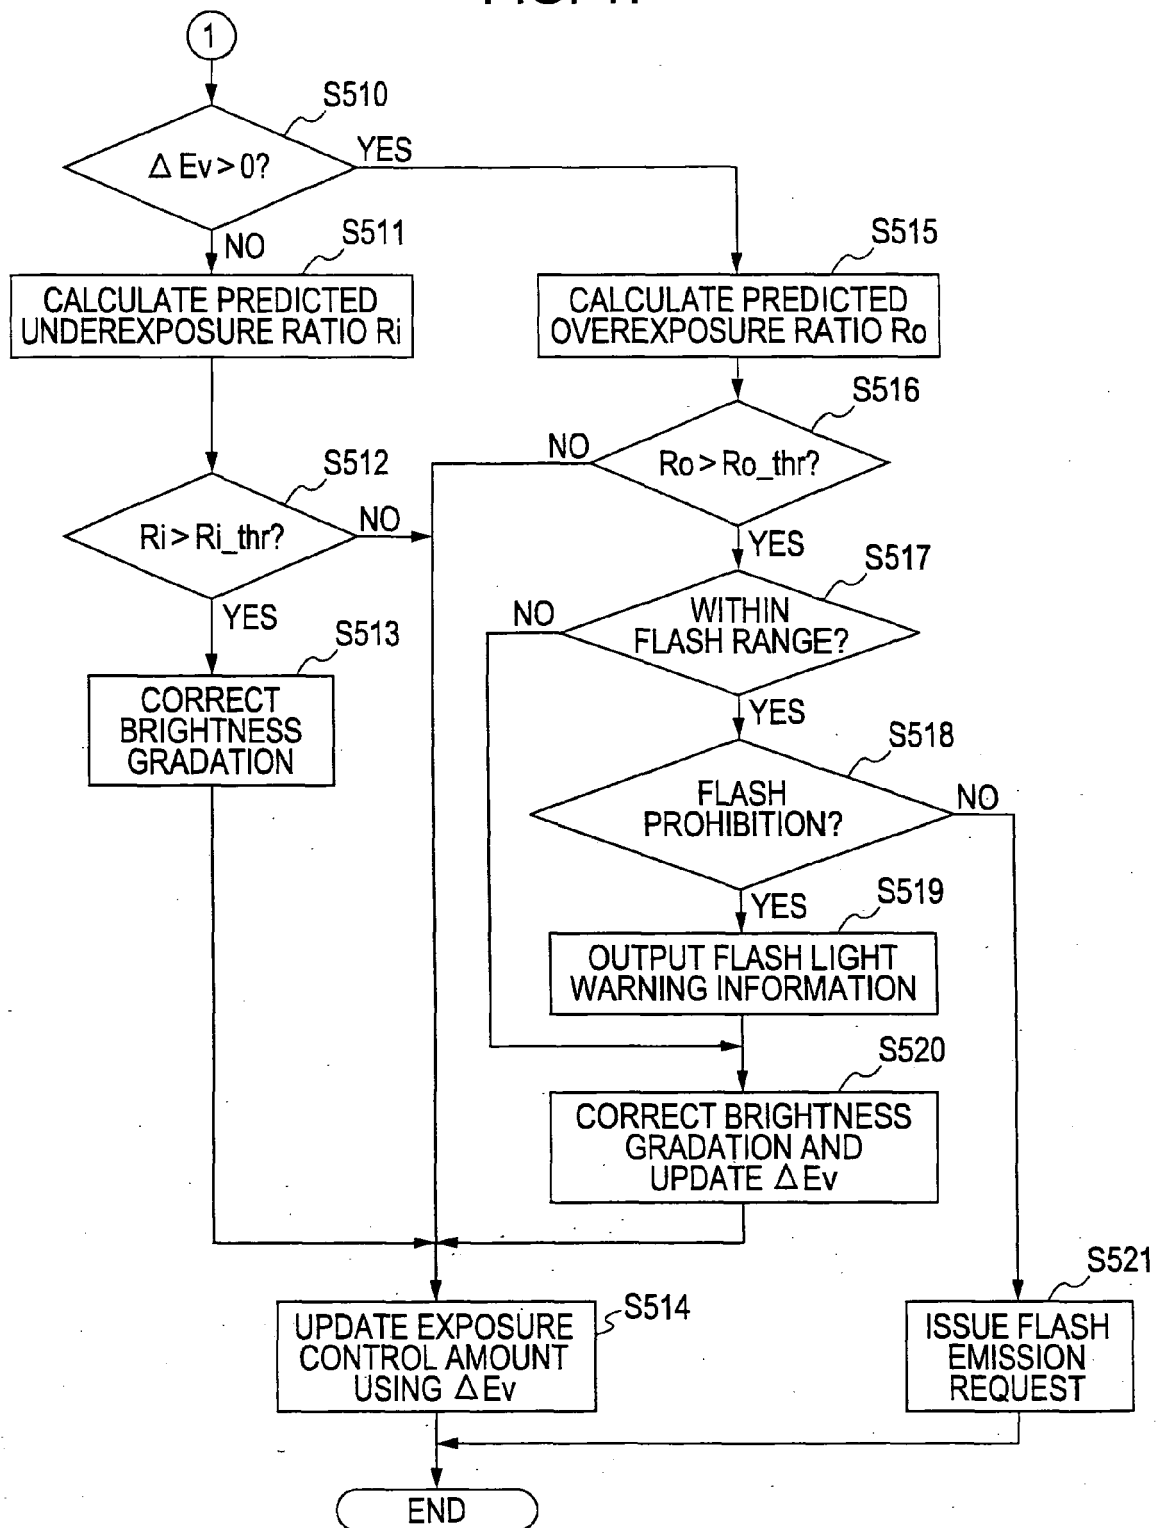 1
S510
Δ Ev > 0?
YES
NO
S511
CALCULATE PREDICTED
UNDEREXPOSURE RATIO Ri
S515
CALCULATE PREDICTED
OVEREXPOSURE RATIO Ro
S516
Ro > Ro_thr?
NO
YES
S512
Ri > Ri_thr?
NO
YES
S517
WITHIN
FLASH RANGE?
NO
YES
S513
CORRECT
BRIGHTNESS
GRADATION
S518
FLASH
PROHIBITION?
NO
YES
S519
OUTPUT FLASH LIGHT
WARNING INFORMATION
S520
CORRECT BRIGHTNESS
GRADATION AND
UPDATE Δ Ev
S514
UPDATE EXPOSURE
CONTROL AMOUNT
USING Δ Ev
S521
ISSUE FLASH
EMISSION
REQUEST
END